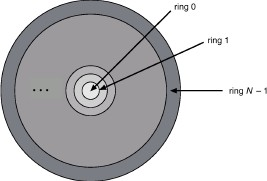 ring 0
ring 1
...
ring N – 1